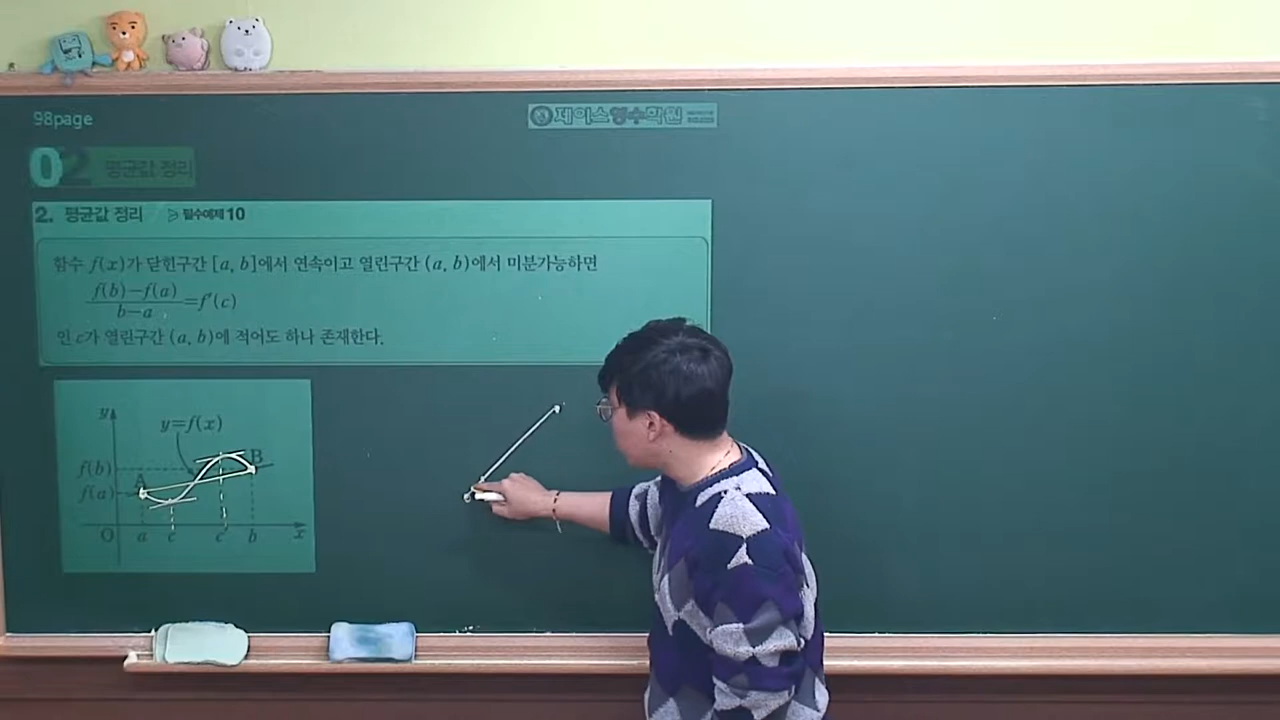 98page
제이스영수학원
02 평균값 정리
2. 평균값 정리 ≫ 필수예제 10
함수 f(x)가 닫힌구간 [a, b]에서 연속이고 열린구간 (a, b)에서 미분가능하면
f(b)-f(a)
b-a
=f'(c)
인 c가 열린구간 (a, b)에 적어도 하나 존재한다.
y
y=f(x)
f(b)
B
A
f(a)
O a c c' b x